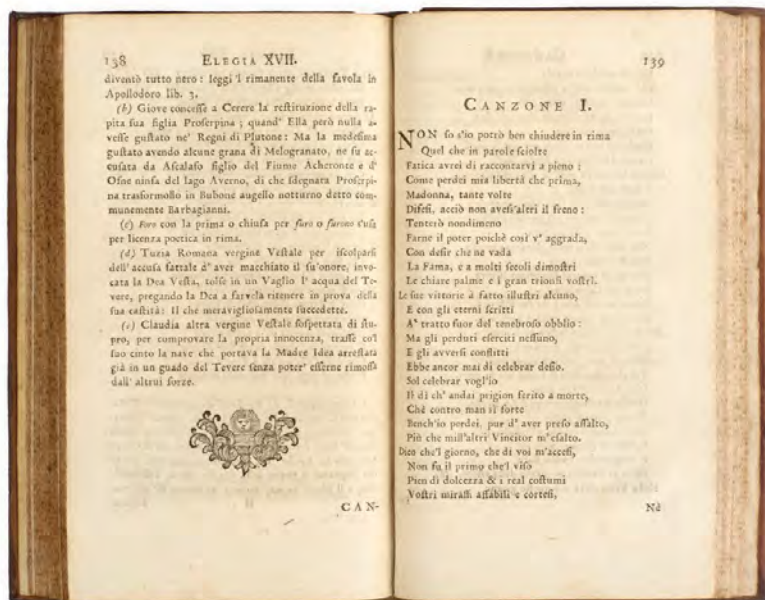 138 ELEGIA XVII.
diventò tutto nero: leggi 'l rimanente della favola in
Apollodoro lib. 3.
(b) Giove concesse a Cerere la restituzione della ra-
pita sua figlia Proserpina; quand' Ella però nulla a-
vesse gustato ne' Regni di Plutone: Ma la medesima
gustato avendo alcune grana di Melogranato, ne fu ac-
cusata da Ascalafo figlio del Fiume Acheronte e d'
Ofne ninfa del lago Averno, di che sdegnata Proserpi-
na trasformollo in Bubone augello notturno detto com-
munemente Barbagianni.
(c) Foro con la prima o chiusa per furo o furono s'usa
per licenza poetica in rima.
(d) Tuzia Romana vergine Vestale per iscolparsi
dell' accusa fattale d' aver macchiato il su' onore, invo-
cata la Dea Vesta, tolse in un Vaglio l' acqua del Te-
vere, pregando la Dea a farvela ritenere in prova della
sua castità: Il che meravigliosamente succedette.
(e) Claudia altra vergine Vestale sospettata di stu-
pro, per comprovare la propria innocenza, trasse col
suo cinto la nave che portava la Madre Idea arrestata
già in un guado del Tevere senza poter' esserne rimossa
dall' altrui forze.
CAN-
139
CANZONE I.
NON so s'io potrò ben chiudere in rima
Quel che in parole sciolte
Fatica avrei di raccontarvi a pieno:
Come perdei mia libertà che prima,
Madonna, tante volte
Difesi, acciò non avess'altri il freno:
Tenterò nondimeno
Farne il poter poichè così v' aggrada,
Con desir che ne vada
La Fama, e a molti secoli dimostri
Le chiare palme e i gran trionfi vostri.
Le sue vittorie à fatto illustri alcuno,
E con gli eterni scritti
A' tratto fuor del tenebroso obblio:
Ma gli perduti eserciti nessuno,
E gli avversi conflitti
Ebbe ancor mai di celebrar desio.
Sol celebrar vogl'io
Il dì ch' andai prigion ferito a morte,
Chè contro man sì forte
Bench'io perdei, pur d' aver preso assalto,
Più che mill'altri Vincitor m'esalto.
Dico che'l giorno, che di voi m'accesi,
Non fu il primo che'l viso
Pien di dolcezza & i real costumi
Vostri mirassi affabili e cortesi,
Nè